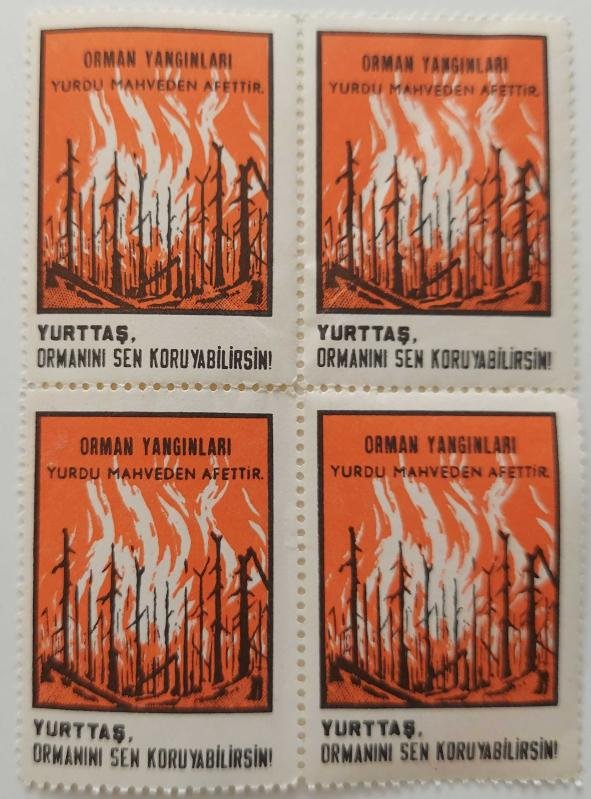 ORMAN YANGINLARI
YURDU MAHVEDEN AFETTİR.
YURTTAŞ,
ORMANINI SEN KORUYABİLİRSİN!
ORMAN YANGINLARI
YURDU MAHVEDEN AFETTİR.
YURTTAŞ,
ORMANINI SEN KORUYABİLİRSİN!
ORMAN YANGINLARI
YURDU MAHVEDEN AFETTİR.
YURTTAŞ,
ORMANINI SEN KORUYABİLİRSİN!
ORMAN YANGINLARI
YURDU MAHVEDEN AFETTİR.
YURTTAŞ,
ORMANINI SEN KORUYABİLİRSİN!